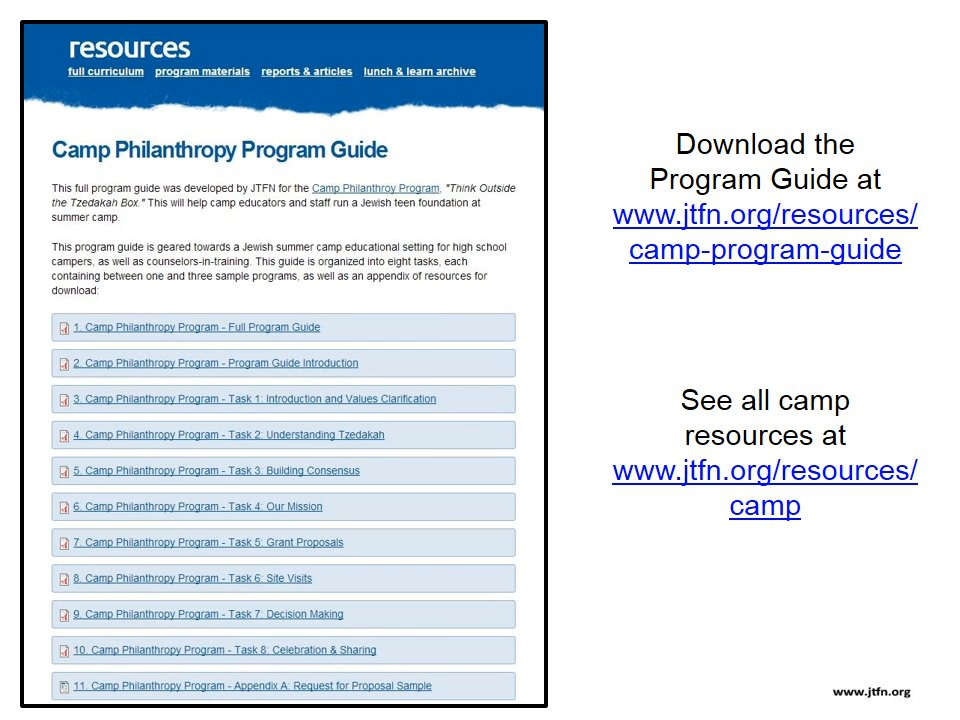 resources
full curriculum program materials reports & articles lunch & learn archive
Camp Philanthropy Program Guide
This full program guide was developed by JTFN for the Camp Philanthroy Program, "Think Outside
the Tzedakah Box." This will help camp educators and staff run a Jewish teen foundation at
summer camp.
This program guide is geared towards a Jewish summer camp educational setting for high school
campers, as well as counselors-in-training. This guide is organized into eight tasks, each
containing between one and three sample programs, as well as an appendix of resources for
download:
1. Camp Philanthropy Program - Full Program Guide
2. Camp Philanthropy Program - Program Guide Introduction
3. Camp Philanthropy Program - Task 1: Introduction and Values Clarification
4. Camp Philanthropy Program - Task 2: Understanding Tzedakah
5. Camp Philanthropy Program - Task 3: Building Consensus
6. Camp Philanthropy Program - Task 4: Our Mission
7. Camp Philanthropy Program - Task 5: Grant Proposals
8. Camp Philanthropy Program - Task 6: Site Visits
9. Camp Philanthropy Program - Task 7: Decision Making
10. Camp Philanthropy Program - Task 8: Celebration & Sharing
11. Camp Philanthropy Program - Appendix A: Request for Proposal Sample
Download the
Program Guide at
www.jtfn.org/resources/
camp-program-guide
See all camp
resources at
www.jtfn.org/resources/
camp
www.jtfn.org